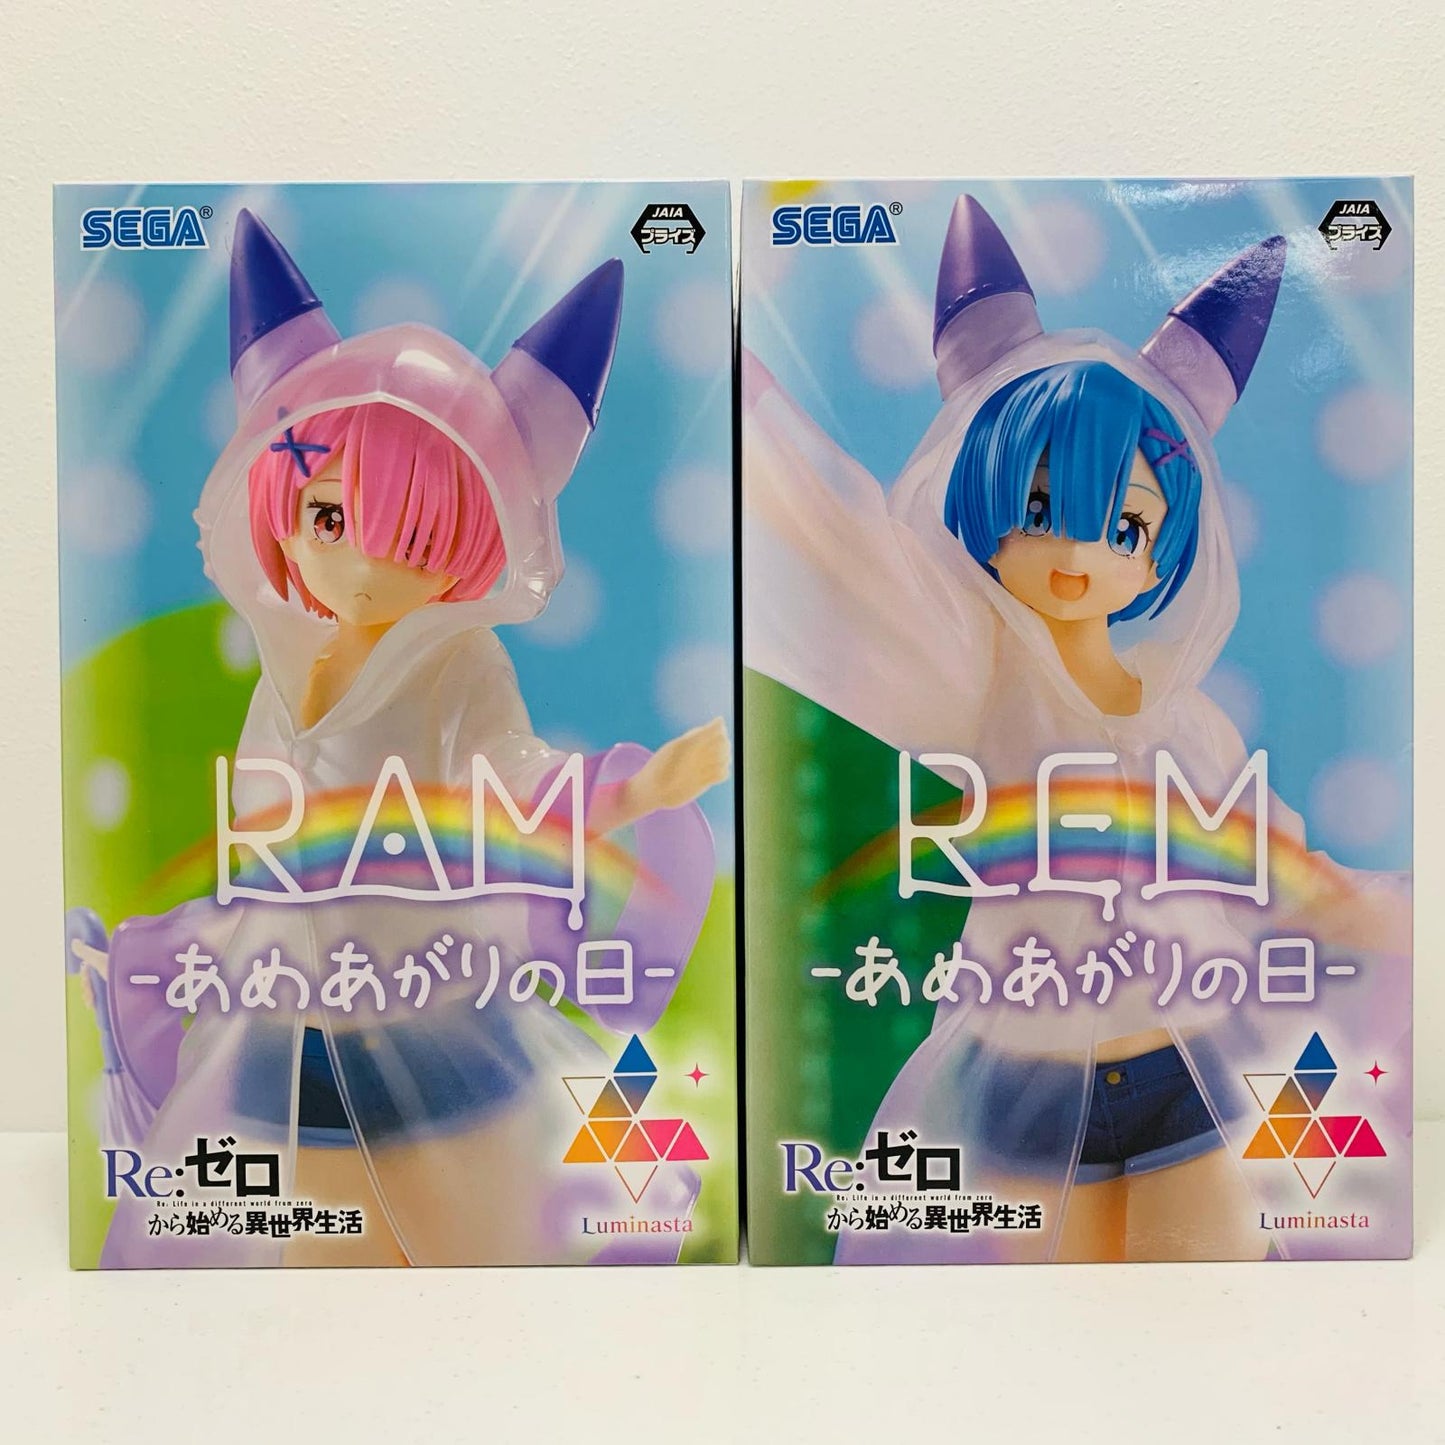 SEGA®
JAIA
プライズ
RAM
-あめあがりの日-
Re:ゼロ
Re: Life in a different world from zero
から始める異世界生活
Luminasta
SEGA®
JAIA
プライズ
REM
-あめあがりの日-
Re:ゼロ
Re: Life in a different world from zero
から始める異世界生活
Luminasta